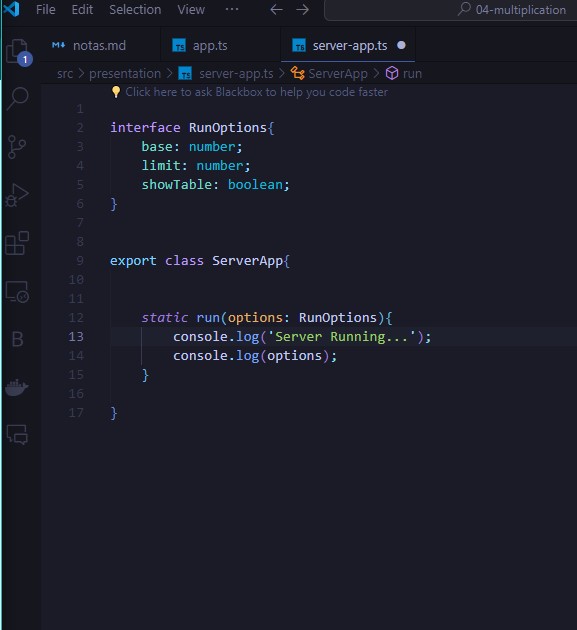 File Edit Selection View ··· ← → 04-multiplication
notas.md app.ts server-app.ts ●
src > presentation > server-app.ts > ServerApp > run
Click here to ask Blackbox to help you code faster
1
2 interface RunOptions{
3 base: number;
4 limit: number;
5 showTable: boolean;
6 }
7
8
9 export class ServerApp{
10
11
12 static run(options: RunOptions){
13 console.log('Server Running...');
14 console.log(options);
15 }
16
17 }
1
B